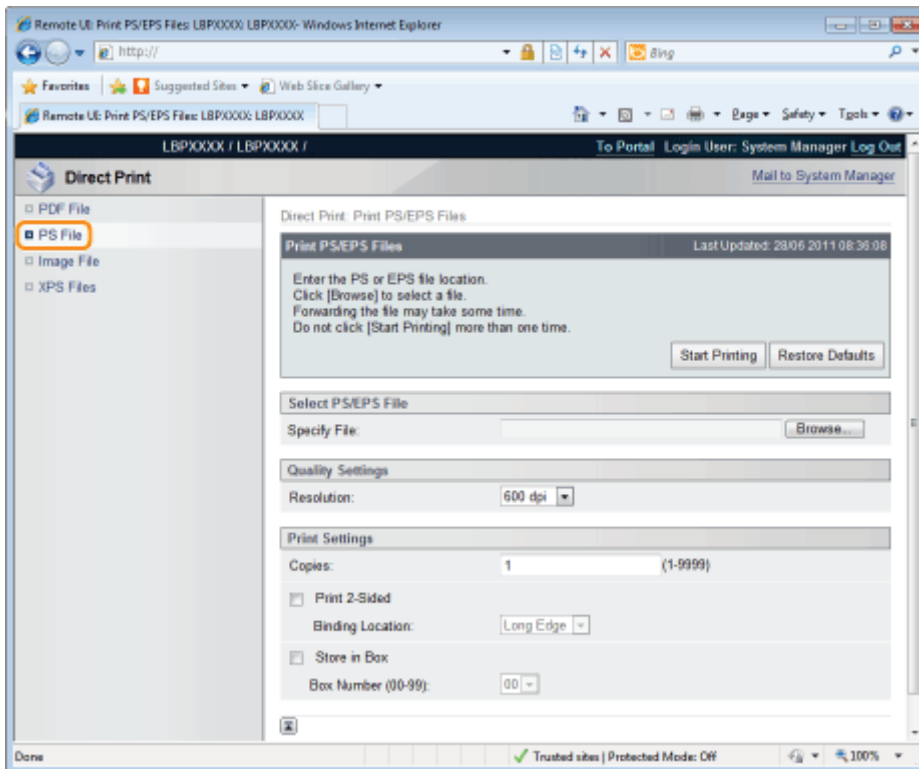 Remote UI: Print PS/EPS Files: LBPXXXX: LBPXXXX- Windows Internet Explorer
http://
Bing
Favorites Suggested Sites Web Slice Gallery
Remote UI: Print PS/EPS Files: LBPXXXX: LBPXXXX
Page Safety Tools
LBPXXXX / LBPXXXX /
To Portal Login User: System Manager Log Out
Direct Print
Mail to System Manager
PDF File
PS File
Image File
XPS Files
Direct Print: Print PS/EPS Files
Print PS/EPS Files
Last Updated: 28/06 2011 08:36:08
Enter the PS or EPS file location.
Click [Browse] to select a file.
Forwarding the file may take some time.
Do not click [Start Printing] more than one time.
Start Printing Restore Defaults
Select PS/EPS File
Specify File: Browse...
Quality Settings
Resolution: 600 dpi
Print Settings
Copies: 1 (1-9999)
Print 2-Sided
Binding Location: Long Edge
Store in Box
Box Number (00-99): 00
Done
Trusted sites | Protected Mode: Off
100%